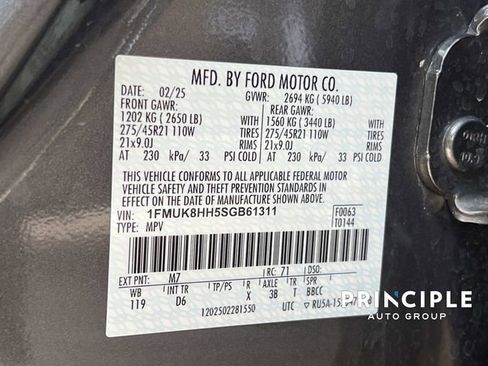 MFD. BY FORD MOTOR CO.
DATE: 02/25 GVWR: 2694 KG ( 5940 LB)
FRONT GAWR: REAR GAWR:
1202 KG ( 2650 LB) 1560 KG ( 3440 LB)
275/45R21 110W TIRES 275/45R21 110W TIRES
21x9.0J RIMS 21x9.0J RIMS
AT 230 kPa/ 33 PSI COLD AT 230 kPa/ 33 PSI COLD
THIS VEHICLE CONFORMS TO ALL APPLICABLE FEDERAL MOTOR
VEHICLE SAFETY AND THEFT PREVENTION STANDARDS IN
EFFECT ON THE DATE OF MANUFACTURE SHOWN ABOVE.
VIN: 1FMUK8HH5SGB61311 F0063
TYPE: MPV T0144
EXT PNT: M7 RC: 71 DSO:
WB INT TR TP/PS R AXLE TR SPR
119 D6 X 3B T BBCC
1202502281550 UTC
PRINCIPLE
AUTO GROUP